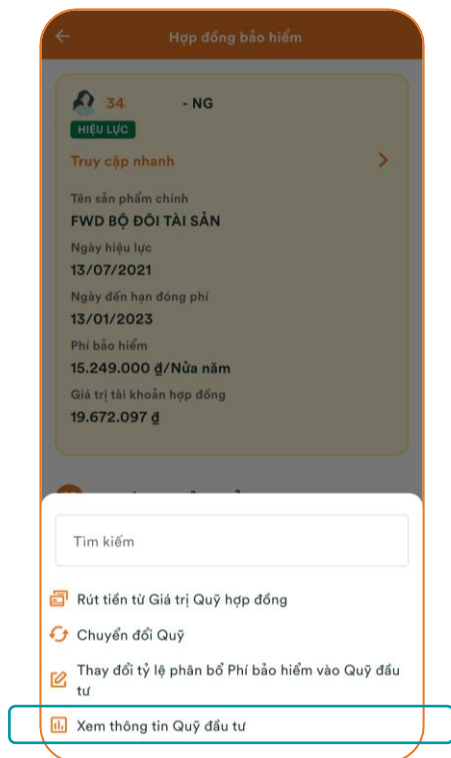 Hợp đồng bảo hiểm
34 - NG
HIỆU LỰC
Truy cập nhanh
Tên sản phẩm chính
FWD BỘ ĐÔI TÀI SẢN
Ngày hiệu lực
13/07/2021
Ngày đến hạn đóng phí
13/01/2023
Phí bảo hiểm
15.249.000 ₫/Nửa năm
Giá trị tài khoản hợp đồng
19.672.097 ₫
Tìm kiếm
Rút tiền từ Giá trị Quỹ hợp đồng
Chuyển đổi Quỹ
Thay đổi tỷ lệ phân bổ Phí bảo hiểm vào Quỹ đầu
tư
Xem thông tin Quỹ đầu tư